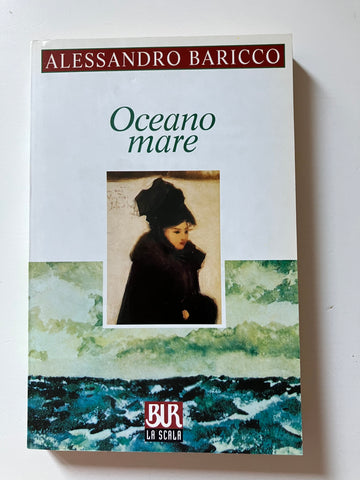 ALESSANDRO BARICCO
Oceano
mare
BUR
LA SCALA